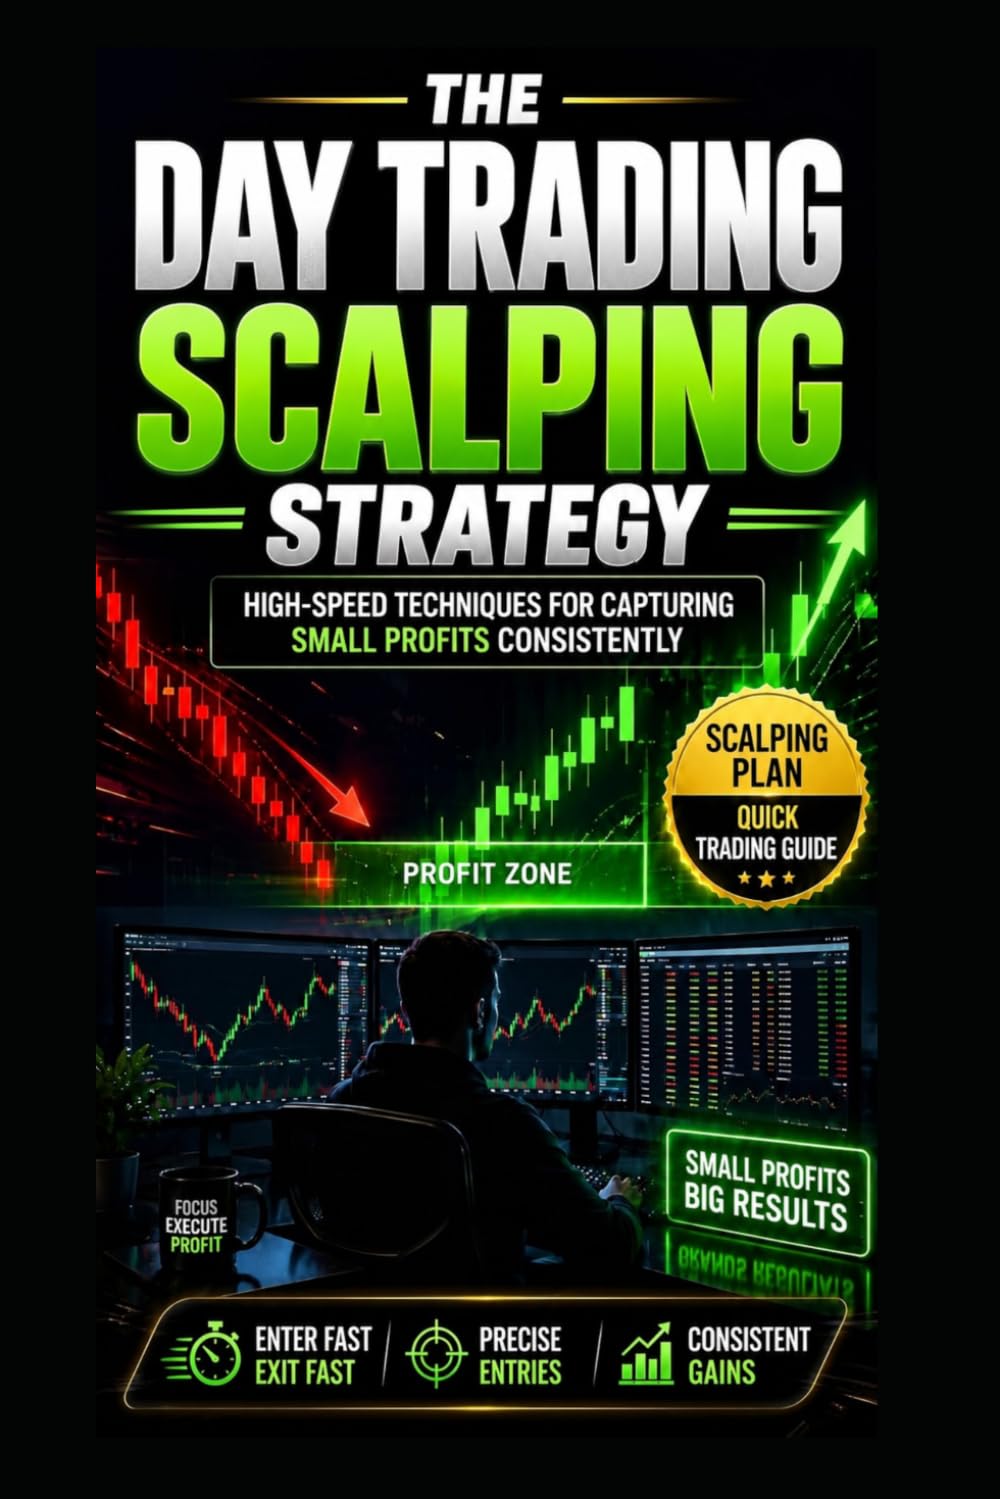 THE
DAY TRADING
SCALPING
STRATEGY
HIGH-SPEED TECHNIQUES FOR CAPTURING
SMALL PROFITS CONSISTENTLY
SCALPING
PLAN
QUICK
TRADING GUIDE
PROFIT ZONE
SMALL PROFITS
BIG RESULTS
FOCUS
EXECUTE
PROFIT
ENTER FAST
EXIT FAST
PRECISE
ENTRIES
CONSISTENT
GAINS